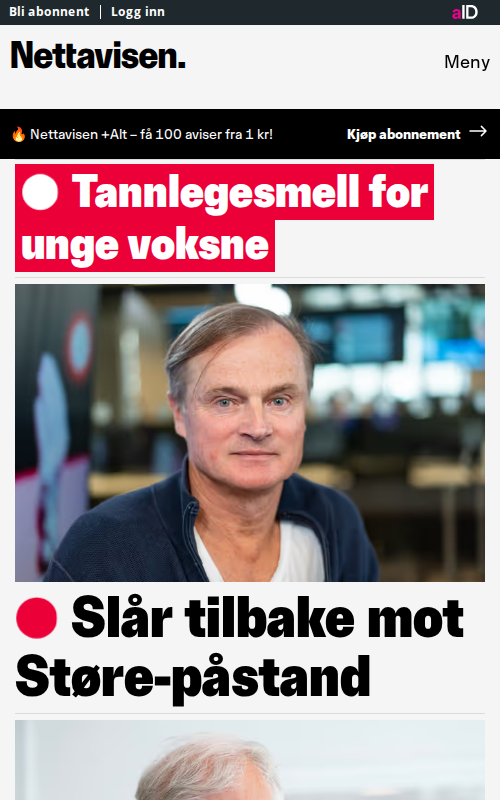 Bli abonnent | Logg inn
aID
Nettavisen.
Meny
🔥 Nettavisen +Alt – få 100 aviser fra 1 kr!
Kjøp abonnement →
Tannlegesmell for
unge voksne
Slår tilbake mot
Støre-påstand